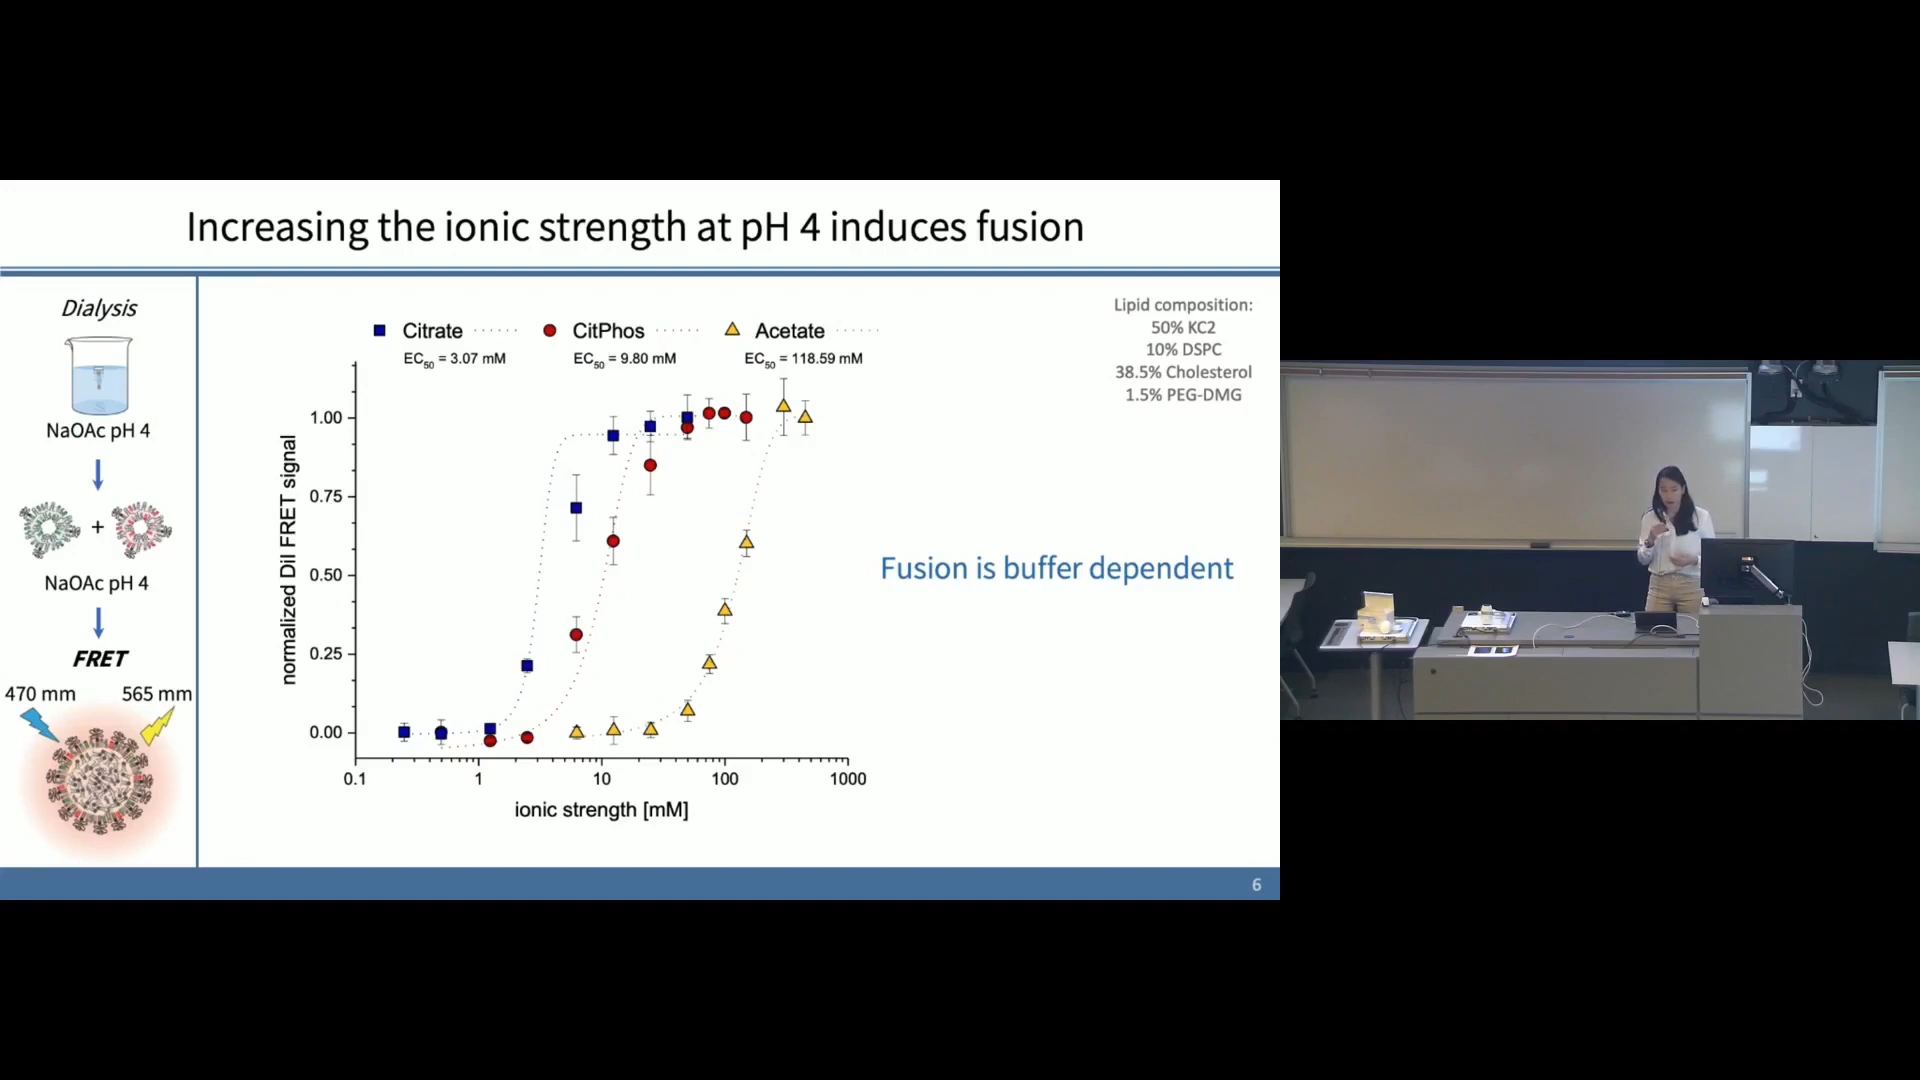 Increasing the ionic strength at pH 4 induces fusion
Dialysis
NaOAc pH 4
+
NaOAc pH 4
FRET
470 mm
565 mm
Citrate
CitPhos
Acetate
EC50 = 3.07 mM
EC50 = 9.80 mM
EC50 = 118.59 mM
normalized DiI FRET signal
1.00
0.75
0.50
0.25
0.00
0.1
1
10
100
1000
ionic strength [mM]
Lipid composition:
50% KC2
10% DSPC
38.5% Cholesterol
1.5% PEG-DMG
Fusion is buffer dependent
6